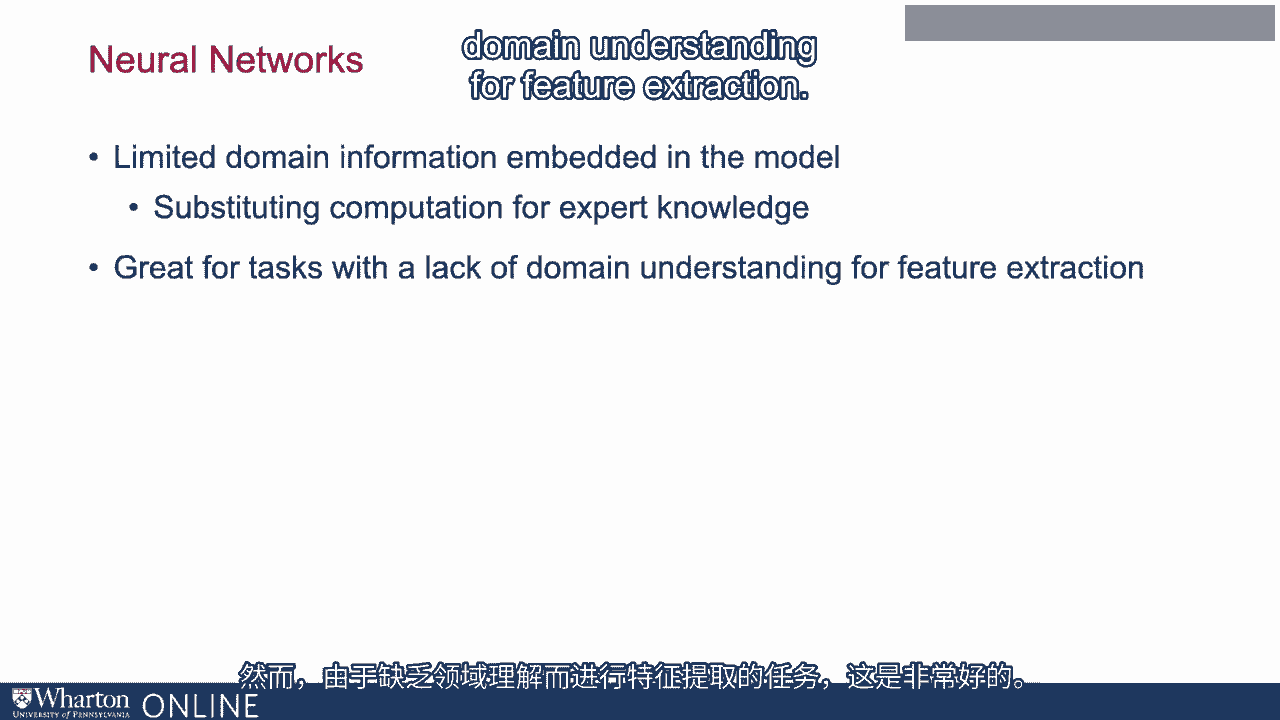 Neural Networks
domain understanding
for feature extraction.
• Limited domain information embedded in the model
• Substituting computation for expert knowledge
• Great for tasks with a lack of domain understanding for feature extraction
然而，由于缺乏领域理解而进行特征提取的任务，这是非常好的。
Wharton
UNIVERSITY of PENNSYLVANIA
ONLINE